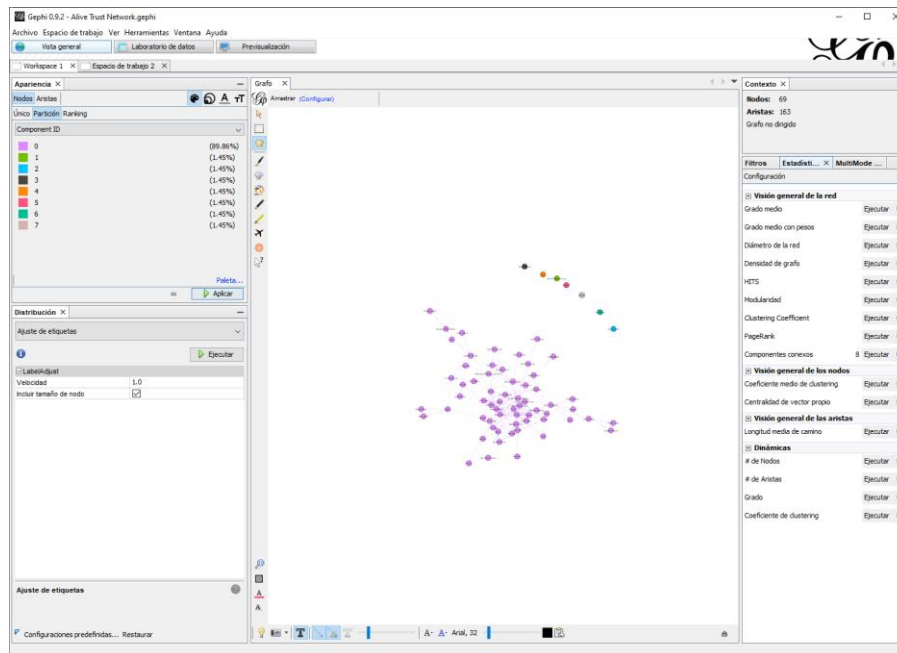 Gephi 0.9.2 - Alive Trust Network.gephi
Archivo Espacio de trabajo Ver Herramientas Ventana Ayuda
Vista general Laboratorio de datos Previsualización
Workspace 1 Espacio de trabajo 2
Apariencia
Nodos Aristas
Único Partición Ranking
Component ID
0 (89.86%)
1 (1.45%)
2 (1.45%)
3 (1.45%)
4 (1.45%)
5 (1.45%)
6 (1.45%)
7 (1.45%)
Paleta...
Aplicar
Distribución
Ajuste de etiquetas
Ejecutar
LabelAdjust
Velocidad 1.0
Incluir tamaño de nodo
Ajuste de etiquetas
Configuraciones predefinidas... Restaurar
Grafo
Arrastrar (Configurar)
A- A- Arial, 32
Contexto
Nodos: 69
Aristas: 163
Grafo no dirigido
Filtros Estadísti... MultiMode ...
Configuración
Visión general de la red
Grado medio Ejecutar
Grado medio con pesos Ejecutar
Diámetro de la red Ejecutar
Densidad de grafo Ejecutar
HITS Ejecutar
Modularidad Ejecutar
Clustering Coefficient Ejecutar
PageRank Ejecutar
Componentes conexos 8 Ejecutar
Visión general de los nodos
Coeficiente medio de clustering Ejecutar
Centralidad de vector propio Ejecutar
Visión general de las aristas
Longitud media de camino Ejecutar
Dinámicas
# de Nodos Ejecutar
# de Aristas Ejecutar
Grado Ejecutar
Coeficiente de clustering Ejecutar